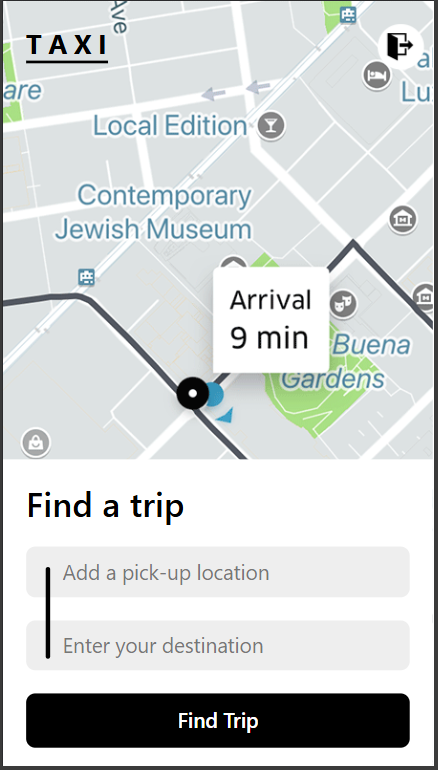 TAXI
Ave
al
Lu
are
Local Edition
Contemporary
Jewish Museum
Arrival
9 min
Buena
Gardens
Find a trip
Add a pick-up location
Enter your destination
Find Trip